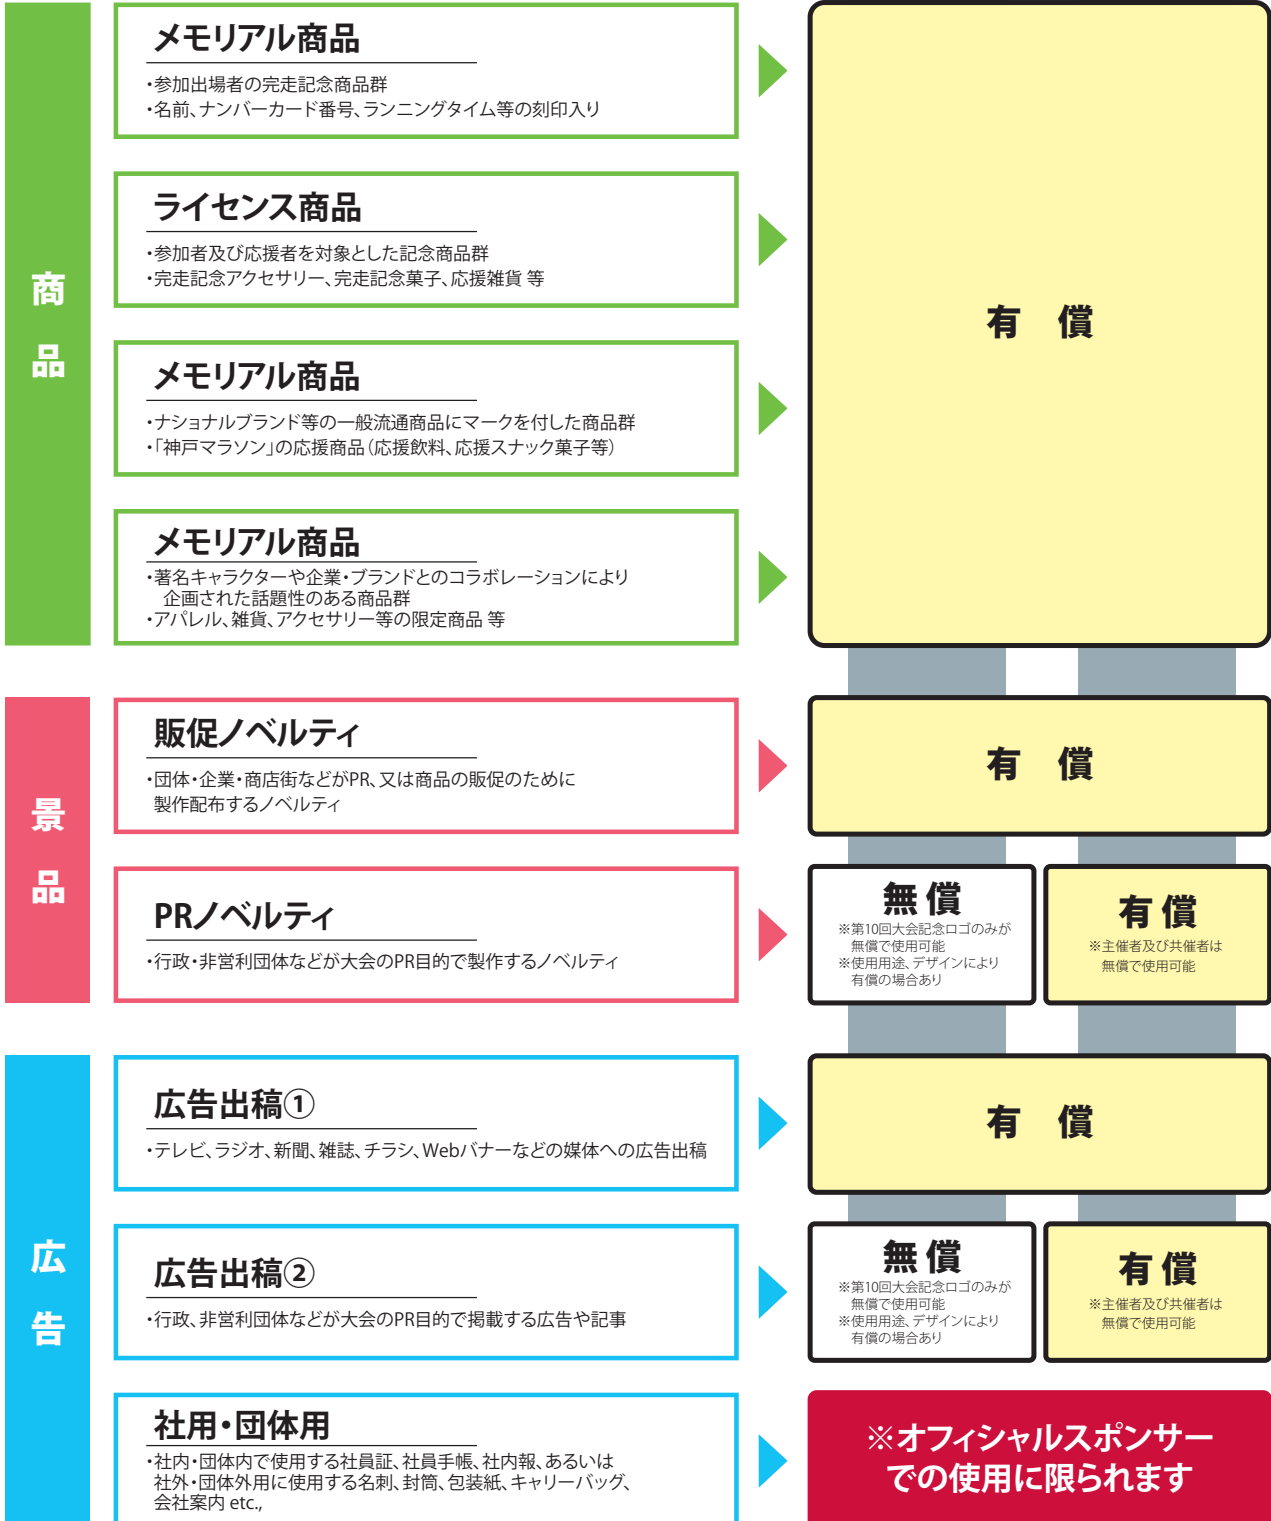 商品
メモリアル商品
・参加出場者の完走記念商品群
・名前、ナンバーカード番号、ランニングタイム等の刻印入り
ライセンス商品
・参加者及び応援者を対象とした記念商品群
・完走記念アクセサリー、完走記念菓子、応援雑貨 等
メモリアル商品
・ナショナルブランド等の一般流通商品にマークを付した商品群
・「神戸マラソン」の応援商品（応援飲料、応援スナック菓子等）
メモリアル商品
・著名キャラクターや企業・ブランドとのコラボレーションにより
企画された話題性のある商品群
・アパレル、雑貨、アクセサリー等の限定商品 等
有 償
景品
販促ノベルティ
・団体・企業・商店街などがPR、又は商品の販促のために
製作配布するノベルティ
有 償
PRノベルティ
・行政・非営利団体などが大会のPR目的で製作するノベルティ
無償
※第10回大会記念ロゴのみが
無償で使用可能
※使用用途、デザインにより
有償の場合あり
有償
※主催者及び共催者は
無償で使用可能
広告
広告出稿①
・テレビ、ラジオ、新聞、雑誌、チラシ、Webバナーなどの媒体への広告出稿
有 償
広告出稿②
・行政、非営利団体などが大会のPR目的で掲載する広告や記事
無償
※第10回大会記念ロゴのみが
無償で使用可能
※使用用途、デザインにより
有償の場合あり
有償
※主催者及び共催者は
無償で使用可能
社用・団体用
・社内・団体内で使用する社員証、社員手帳、社内報、あるいは
社外・団体外用に使用する名刺、封筒、包装紙、キャリーバッグ、
会社案内 etc.,
※オフィシャルスポンサー
での使用に限られます